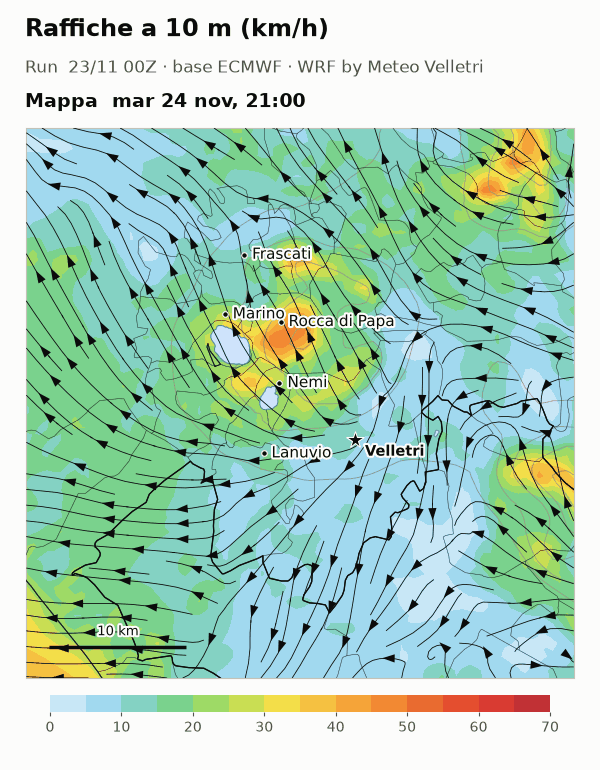 Raffiche a 10 m (km/h)
Run  23/11 00Z · base ECMWF · WRF by Meteo Velletri
Mappa  mar 24 nov, 21:00
Frascati
Marino
Rocca di Papa
Nemi
Lanuvio
Velletri
10 km
0 10 20 30 40 50 60 70